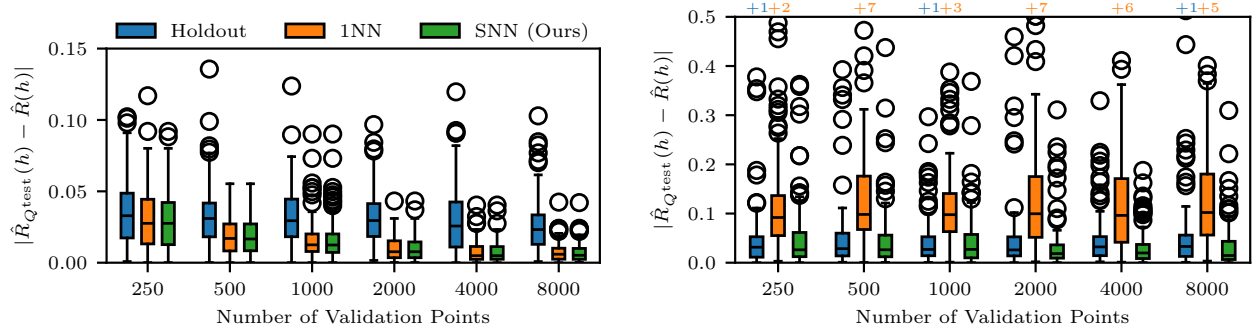 Holdout 1NN SNN (Ours)
0.15
0.10
0.05
0.00
|R̂_{Q^{test}}(h) − R̂(h)|
250 500 1000 2000 4000 8000
Number of Validation Points
+1+2 +7 +1+3 +7 +6 +1+5
0.5
0.4
0.3
0.2
0.1
0.0
|R̂_{Q^{test}}(h) − R̂(h)|
250 500 1000 2000 4000 8000
Number of Validation Points